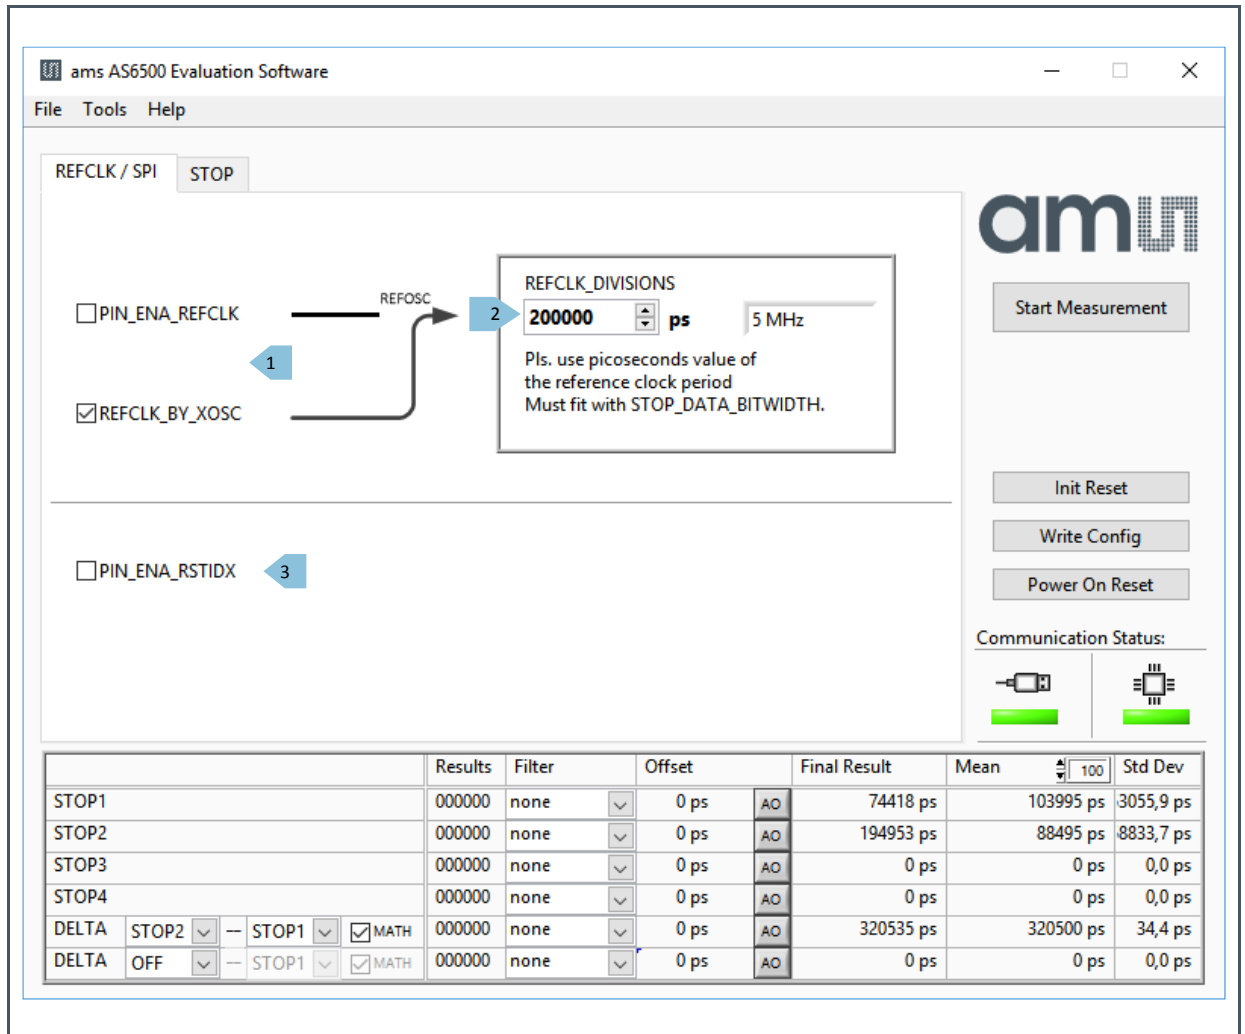 ams AS6500 Evaluation Software
File Tools Help
REFCLK / SPI STOP
ams
PIN_ENA_REFCLK
REFOSC
REFCLK_DIVISIONS
2
200000 ps 5 MHz
Start Measurement
1
Pls. use picoseconds value of
the reference clock period
Must fit with STOP_DATA_BITWIDTH.
REFCLK_BY_XOSC
Init Reset
Write Config
PIN_ENA_RSTIDX 3
Power On Reset
Communication Status:
Results Filter Offset Final Result Mean 100 Std Dev
STOP1 000000 none 0 ps AO 74418 ps 103995 ps 3055,9 ps
STOP2 000000 none 0 ps AO 194953 ps 88495 ps 8833,7 ps
STOP3 000000 none 0 ps AO 0 ps 0 ps 0,0 ps
STOP4 000000 none 0 ps AO 0 ps 0 ps 0,0 ps
DELTA STOP2 -- STOP1 MATH 000000 none 0 ps AO 320535 ps 320500 ps 34,4 ps
DELTA OFF -- STOP1 MATH 000000 none 0 ps AO 0 ps 0 ps 0,0 ps